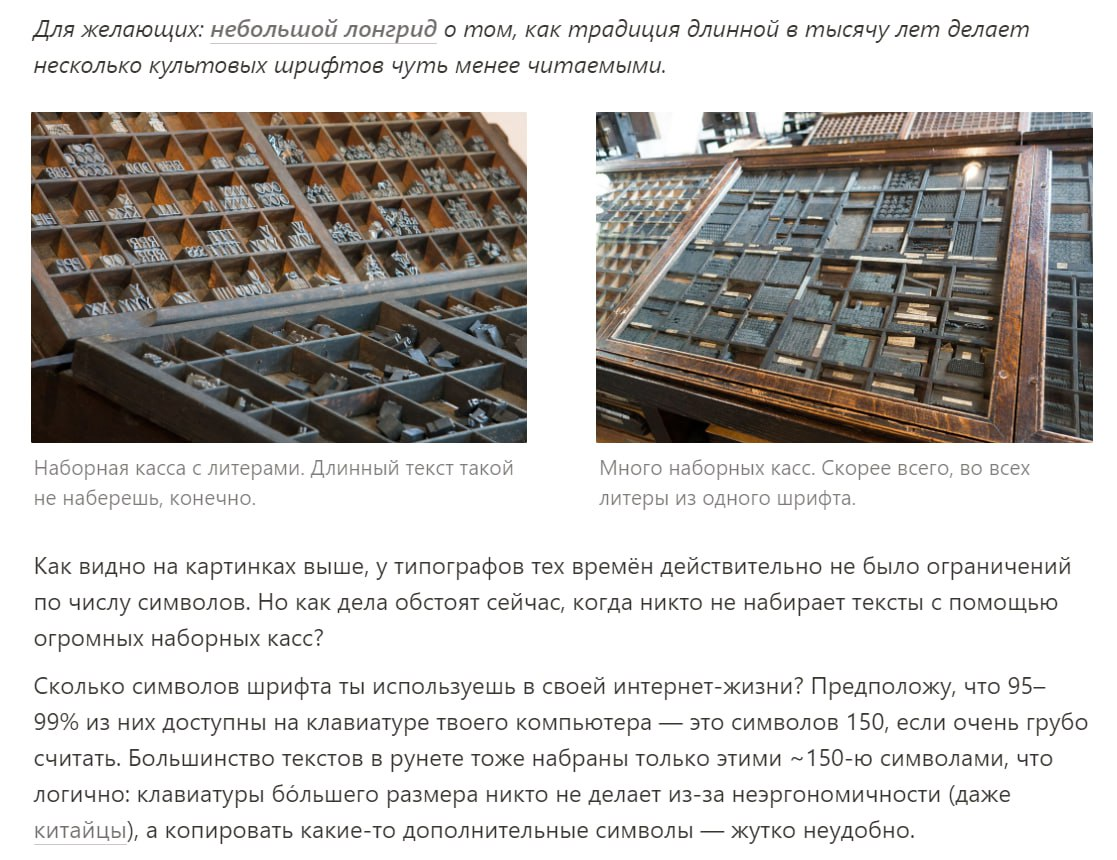 Для желающих: небольшой лонгрид о том, как традиция длинной в тысячу лет делает
несколько культовых шрифтов чуть менее читаемыми.
Наборная касса с литерами. Длинный текст такой
не наберешь, конечно.
Много наборных касс. Скорее всего, во всех
литеры из одного шрифта.
Как видно на картинках выше, у типографов тех времён действительно не было ограничений
по числу символов. Но как дела обстоят сейчас, когда никто не набирает тексты с помощью
огромных наборных касс?
Сколько символов шрифта ты используешь в своей интернет-жизни? Предположу, что 95–
99% из них доступны на клавиатуре твоего компьютера — это символов 150, если очень грубо
считать. Большинство текстов в рунете тоже набраны только этими ~150-ю символами, что
логично: клавиатуры бо́льшего размера никто не делает из-за неэргономичности (даже
китайцы), а копировать какие-то дополнительные символы — жутко неудобно.